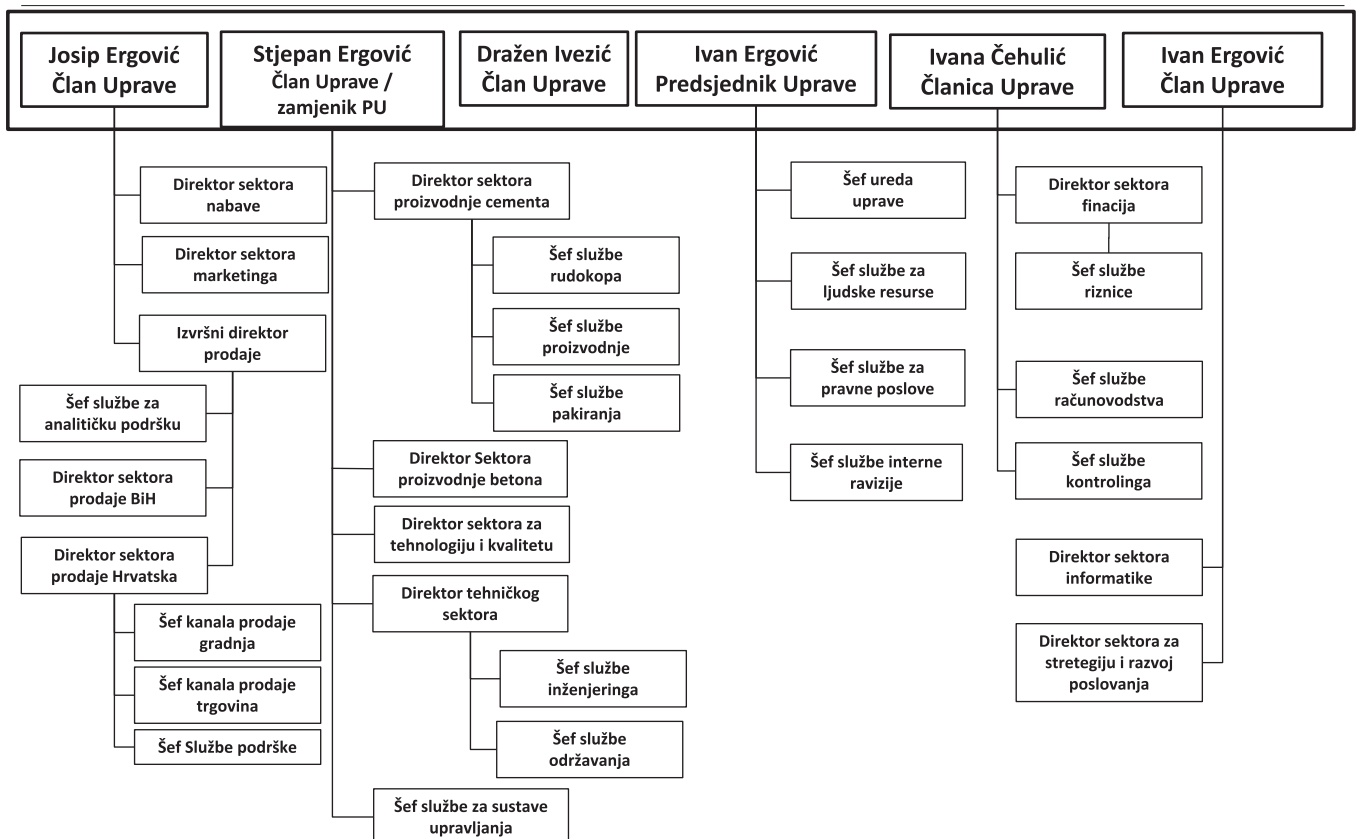 Josip Ergović
Član Uprave
Stjepan Ergović
Član Uprave /
zamjenik PU
Dražen Ivezić
Član Uprave
Ivan Ergović
Predsjednik Uprave
Ivana Čehulić
Članica Uprave
Ivan Ergović
Član Uprave
Direktor sektora
nabave
Direktor sektora
marketinga
Izvršni direktor
prodaje
Šef službe za
analitičku podršku
Direktor sektora
prodaje BiH
Direktor sektora
prodaje Hrvatska
Šef kanala prodaje
gradnja
Šef kanala prodaje
trgovina
Šef Službe podrške
Direktor sektora
proizvodnje cementa
Šef službe
rudokopa
Šef službe
proizvodnje
Šef službe
pakiranja
Direktor Sektora
proizvodnje betona
Direktor sektora za
tehnologiju i kvalitetu
Direktor tehničkog
sektora
Šef službe
inženjeringa
Šef službe
održavanja
Šef službe za sustave
upravljanja
Šef ureda
uprave
Šef službe za
ljudske resurse
Šef službe za
pravne poslove
Šef službe interne
ravizije
Direktor sektora
finacija
Šef službe
riznice
Šef službe
računovodstva
Šef službe
kontrolinga
Direktor sektora
informatike
Direktor sektora za
stretegiju i razvoj
poslovanja